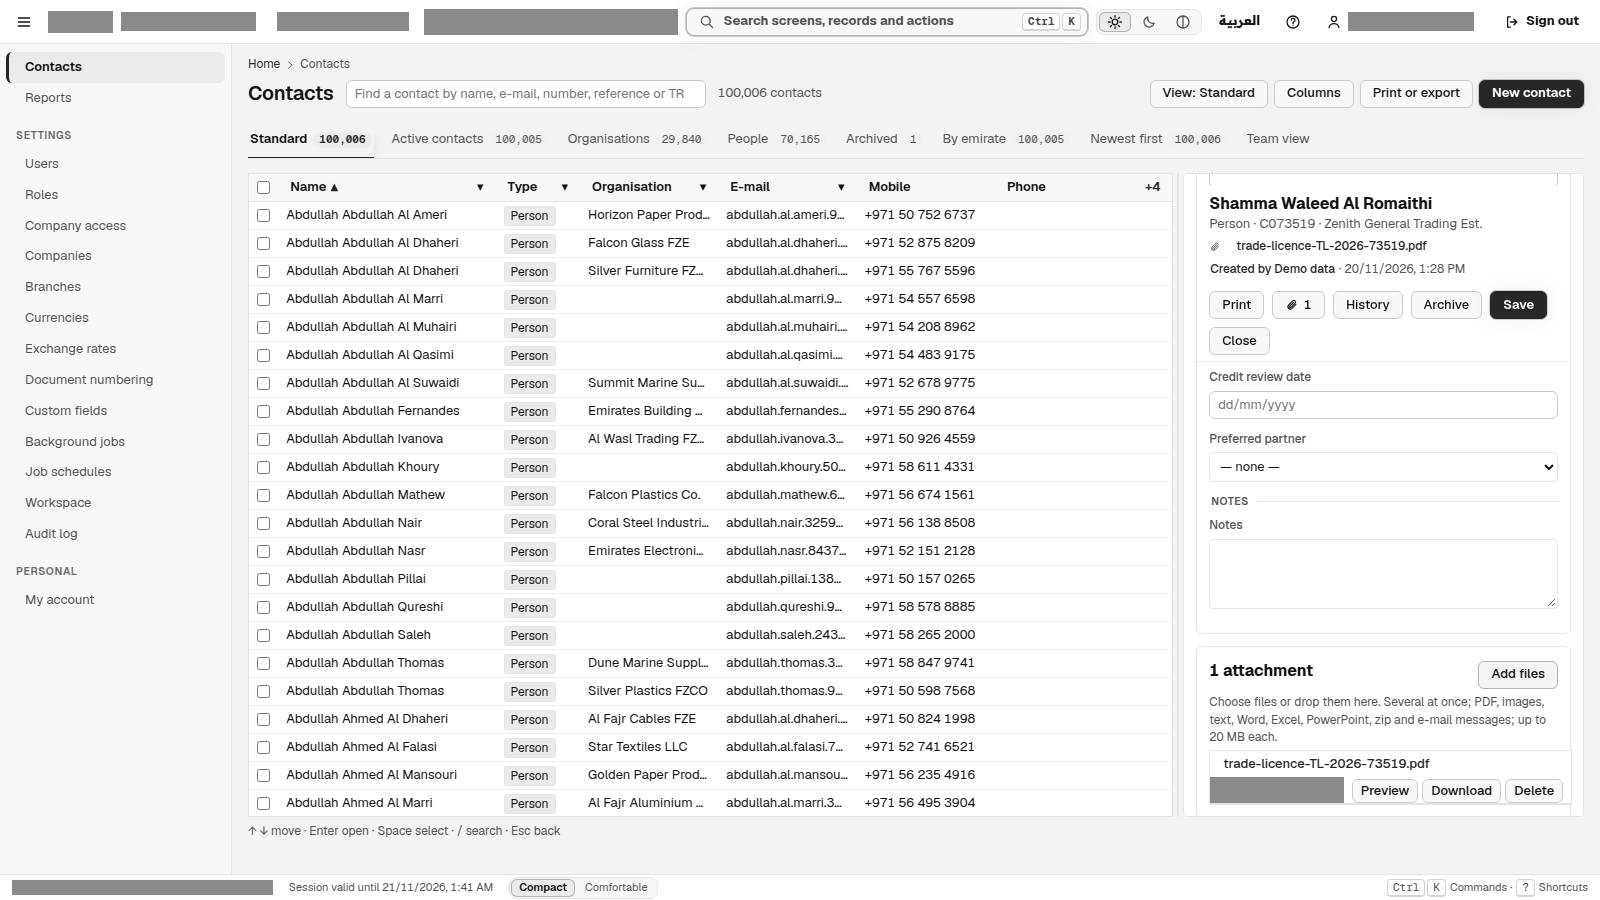 Search screens, records and actions Ctrl K
العربية
Sign out
Contacts
Reports
SETTINGS
Users
Roles
Company access
Companies
Branches
Currencies
Exchange rates
Document numbering
Custom fields
Background jobs
Job schedules
Workspace
Audit log
PERSONAL
My account
Home > Contacts
Contacts
Find a contact by name, e-mail, number, reference or TR
100,006 contacts
View: Standard
Columns
Print or export
New contact
Standard 100,006
Active contacts 100,005
Organisations 29,840
People 70,165
Archived 1
By emirate 100,005
Newest first 100,006
Team view
Name ▲ ▼ Type ▼ Organisation ▼ E-mail ▼ Mobile Phone +4
Abdullah Abdullah Al Ameri Person Horizon Paper Prod... abdullah.al.ameri.9... +971 50 752 6737
Abdullah Abdullah Al Dhaheri Person Falcon Glass FZE abdullah.al.dhaheri.... +971 52 875 8209
Abdullah Abdullah Al Dhaheri Person Silver Furniture FZ... abdullah.al.dhaheri.... +971 55 767 5596
Abdullah Abdullah Al Marri Person abdullah.al.marri.9... +971 54 557 6598
Abdullah Abdullah Al Muhairi Person abdullah.al.muhairi.... +971 54 208 8962
Abdullah Abdullah Al Qasimi Person abdullah.al.qasimi.... +971 54 483 9175
Abdullah Abdullah Al Suwaidi Person Summit Marine Su... abdullah.al.suwaidi.... +971 52 678 9775
Abdullah Abdullah Fernandes Person Emirates Building ... abdullah.fernandes... +971 55 290 8764
Abdullah Abdullah Ivanova Person Al Wasl Trading FZ... abdullah.ivanova.3... +971 50 926 4559
Abdullah Abdullah Khoury Person abdullah.khoury.50... +971 58 611 4331
Abdullah Abdullah Mathew Person Falcon Plastics Co. abdullah.mathew.6... +971 56 674 1561
Abdullah Abdullah Nair Person Coral Steel Industri... abdullah.nair.3259... +971 56 138 8508
Abdullah Abdullah Nasr Person Emirates Electroni... abdullah.nasr.8437... +971 52 151 2128
Abdullah Abdullah Pillai Person abdullah.pillai.138... +971 50 157 0265
Abdullah Abdullah Qureshi Person abdullah.qureshi.9... +971 58 578 8885
Abdullah Abdullah Saleh Person abdullah.saleh.243... +971 58 265 2000
Abdullah Abdullah Thomas Person Dune Marine Suppl... abdullah.thomas.3... +971 58 847 9741
Abdullah Abdullah Thomas Person Silver Plastics FZCO abdullah.thomas.9... +971 50 598 7568
Abdullah Ahmed Al Dhaheri Person Al Fajr Cables FZE abdullah.al.dhaheri.... +971 50 824 1998
Abdullah Ahmed Al Falasi Person Star Textiles LLC abdullah.al.falasi.7... +971 52 741 6521
Abdullah Ahmed Al Mansouri Person Golden Paper Prod... abdullah.al.mansou... +971 56 235 4916
Abdullah Ahmed Al Marri Person Al Fajr Aluminium ... abdullah.al.marri.3... +971 56 495 3904
↑ ↓ move · Enter open · Space select · / search · Esc back
Shamma Waleed Al Romaithi
Person · C073519 · Zenith General Trading Est.
trade-licence-TL-2026-73519.pdf
Created by Demo data · 20/11/2026, 1:28 PM
Print
1
History
Archive
Save
Close
Credit review date
dd/mm/yyyy
Preferred partner
— none —
NOTES
Notes
1 attachment
Add files
Choose files or drop them here. Several at once; PDF, images,
text, Word, Excel, PowerPoint, zip and e-mail messages; up to
20 MB each.
trade-licence-TL-2026-73519.pdf
Preview
Download
Delete
Session valid until 21/11/2026, 1:41 AM
Compact
Comfortable
Ctrl K Commands · ? Shortcuts